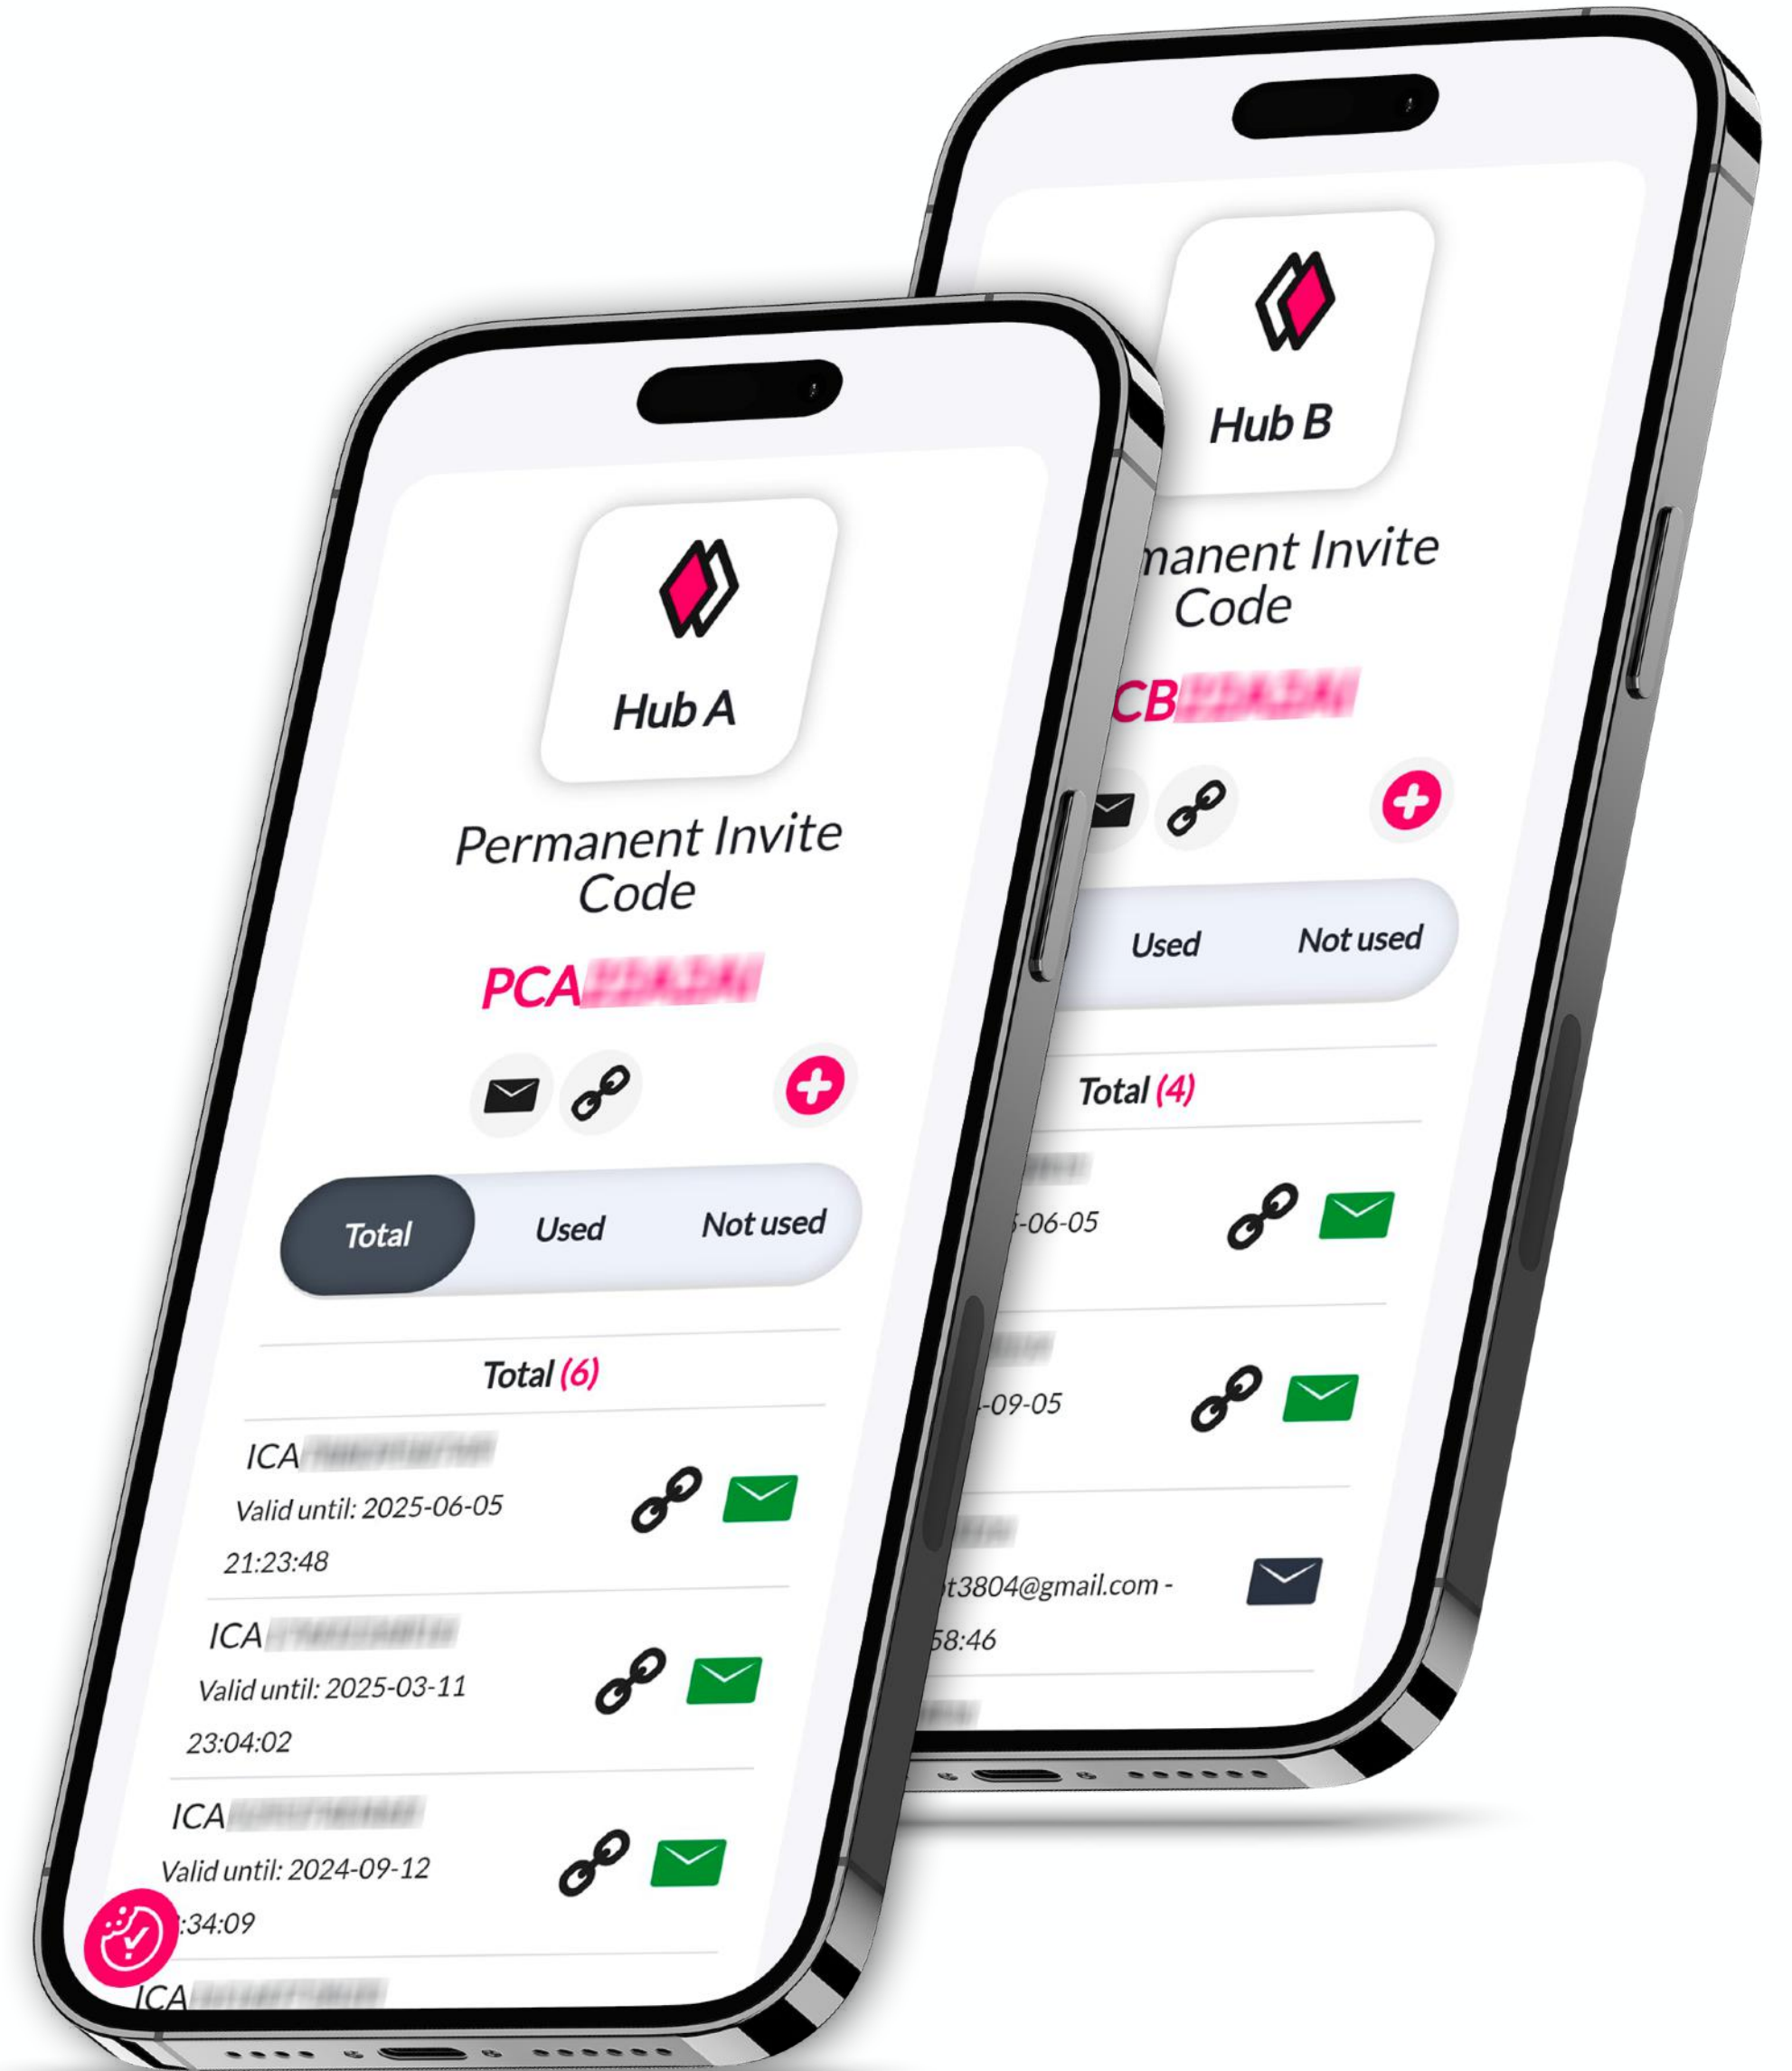 Hub A
Permanent Invite
Code
PCA
Total
Used
Not used
Total (6)
ICA
Valid until: 2025-06-05
21:23:48
ICA
Valid until: 2025-03-11
23:04:02
ICA
Valid until: 2024-09-12
:34:09
ICA
Hub B
manent Invite
Code
CB
Used
Not used
Total (4)
-06-05
-09-05
t3804@gmail.com -
58:46